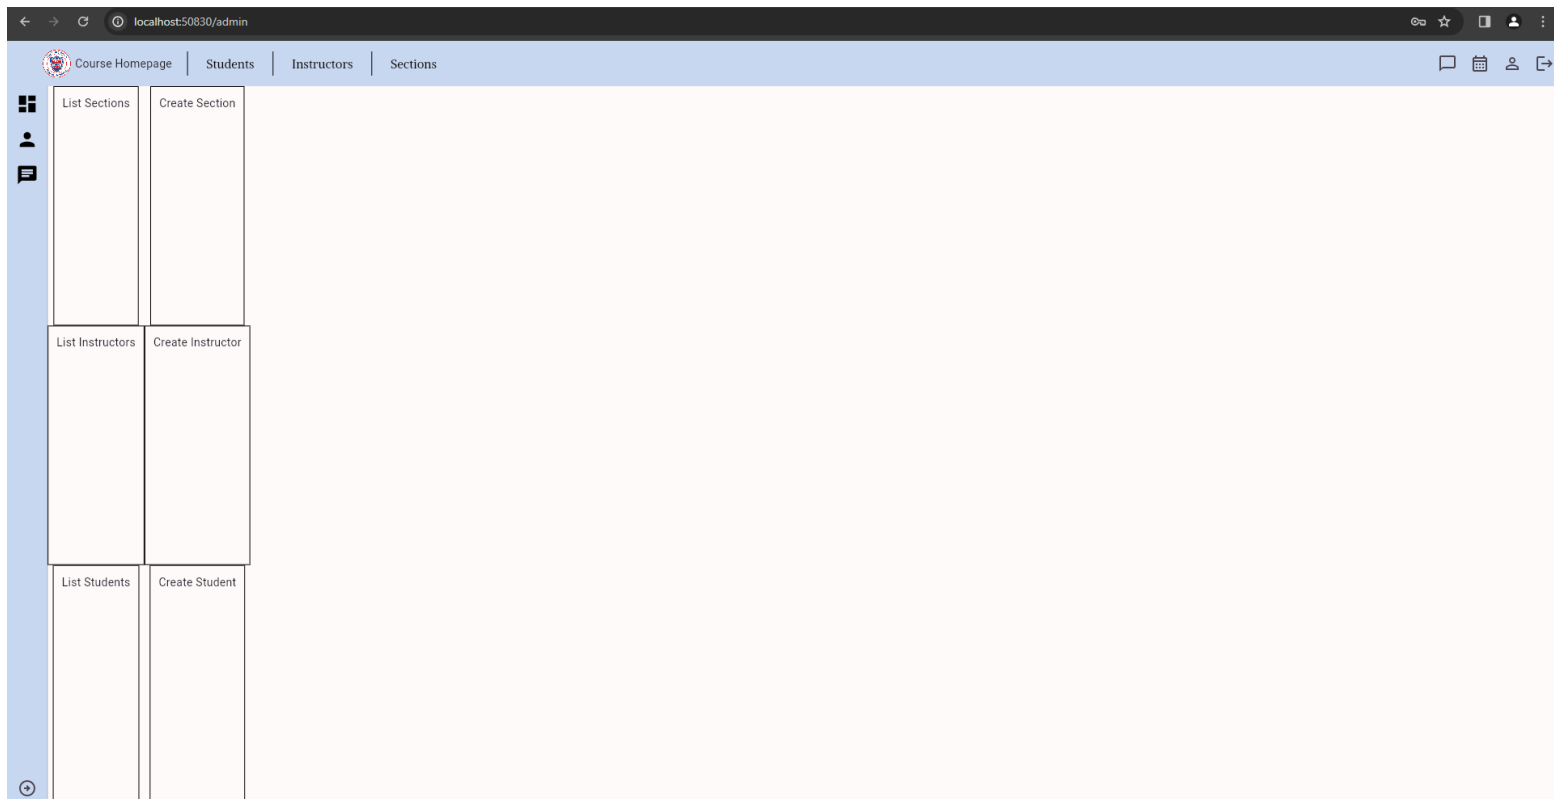 localhost:50830/admin
Course Homepage Students Instructors Sections
List Sections Create Section
List Instructors Create Instructor
List Students Create Student